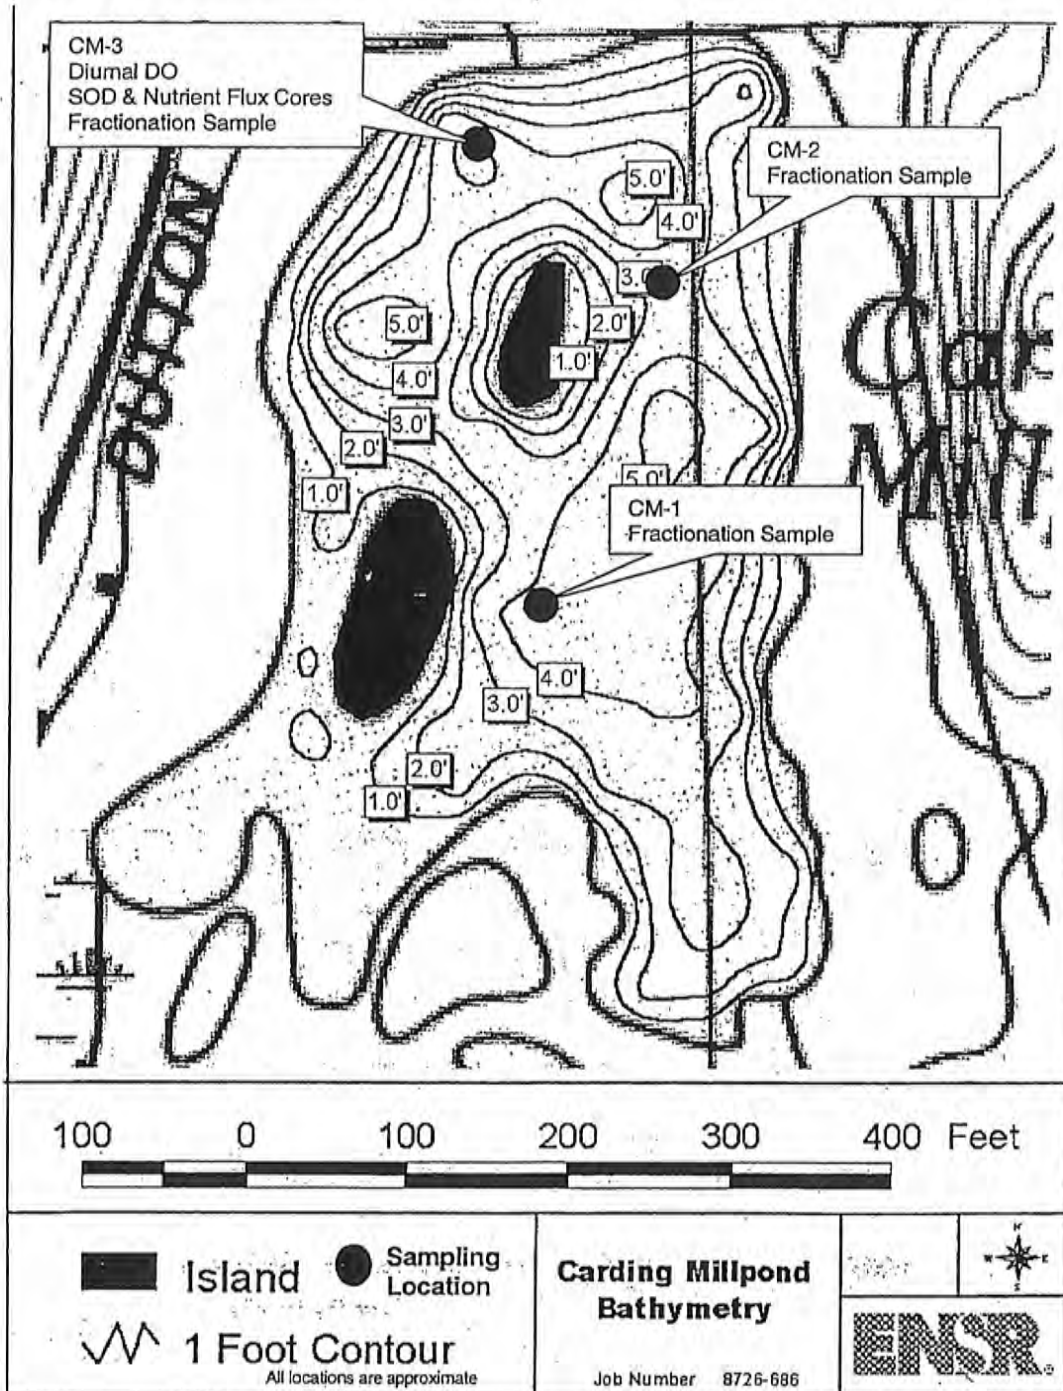 CM-3
Diurnal DO
SOD & Nutrient Flux Cores
Fractionation Sample
CM-2
Fractionation Sample
5.0'
4.0'
2.0'
1.0'
5.0'
4.0'
3.0'
2.0'
1.0'
5.0'
CM-1
Fractionation Sample
4.0'
3.0'
2.0'
1.0'
100 0 100 200 300 400 Feet
Island
Sampling
Location
1 Foot Contour
All locations are approximate
Carding Millpond
Bathymetry
Job Number 8726-686
N
W E
S
ENSR